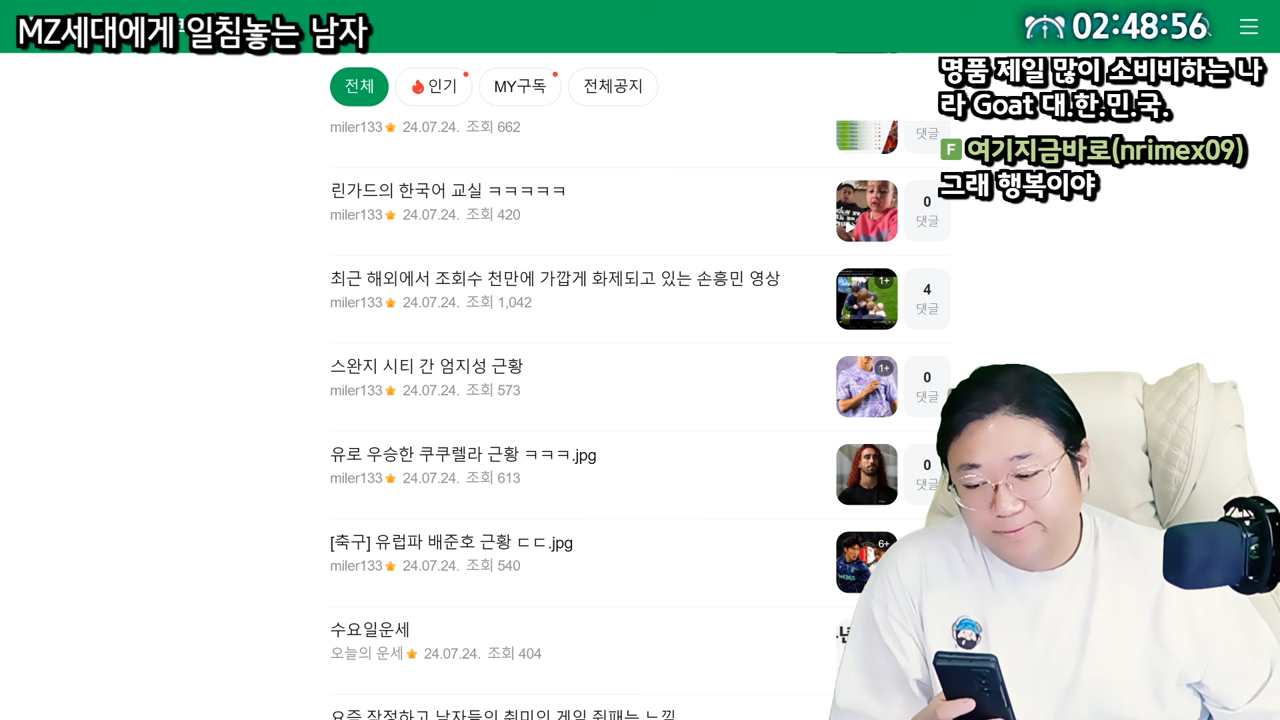 MZ세대에게 일침놓는 남자
02:48:56
전체
인기
MY구독
전체공지
명품 제일 많이 소비비하는 나
라 Goat 대.한.민.국.
F 여기지금바로(nrimex09)
그래 행복이야
miler133 24.07.24. 조회 662
댓글
린가드의 한국어 교실 ㅋㅋㅋㅋㅋ
miler133 24.07.24. 조회 420
0
댓글
최근 해외에서 조회수 천만에 가깝게 화제되고 있는 손흥민 영상
miler133 24.07.24. 조회 1,042
1+
4
댓글
스완지 시티 간 엄지성 근황
miler133 24.07.24. 조회 573
1+
0
댓글
유로 우승한 쿠쿠렐라 근황 ㅋㅋㅋ.jpg
miler133 24.07.24. 조회 613
0
댓글
[축구] 유럽파 배준호 근황 ㄷㄷ.jpg
miler133 24.07.24. 조회 540
6+
bet365
수요일운세
오늘의 운세 24.07.24. 조회 404